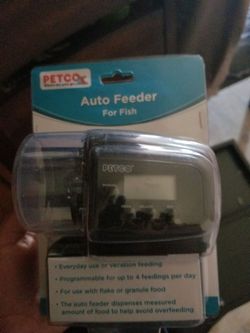 PETCO
Auto Feeder
For Fish
PETCO
• Everyday use or vacation feeding
• Programmable for up to 4 feedings per day
• For use with flake or granule food
• The auto feeder dispenses measured
amount of food to help avoid overfeeding